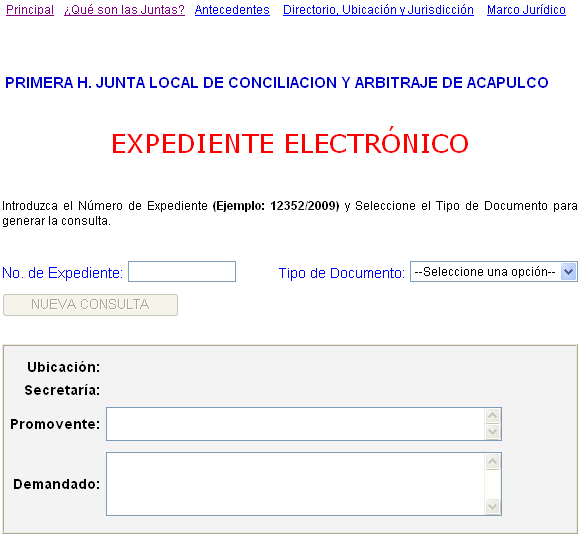 Principal ¿Qué son las Juntas? Antecedentes Directorio, Ubicación y Jurisdicción Marco Jurídico
PRIMERA H. JUNTA LOCAL DE CONCILIACION Y ARBITRAJE DE ACAPULCO
EXPEDIENTE ELECTRÓNICO
Introduzca el Número de Expediente (Ejemplo: 12352/2009) y Seleccione el Tipo de Documento para
generar la consulta.
No. de Expediente: Tipo de Documento: --Seleccione una opción--
NUEVA CONSULTA
Ubicación:
Secretaría:
Promovente:
Demandado: